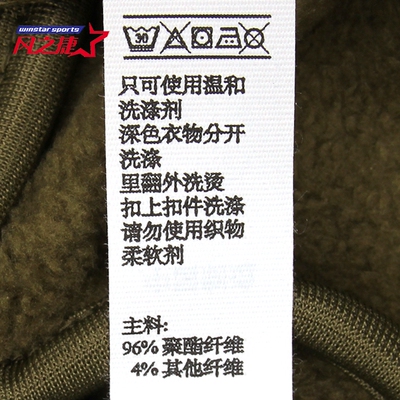 winstar sports
凡之捷
30
只可使用温和
洗涤剂
深色衣物分开
洗涤
里翻外洗烫
扣上扣件洗涤
请勿使用织物
柔软剂
主料:
96% 聚酯纤维
4% 其他纤维